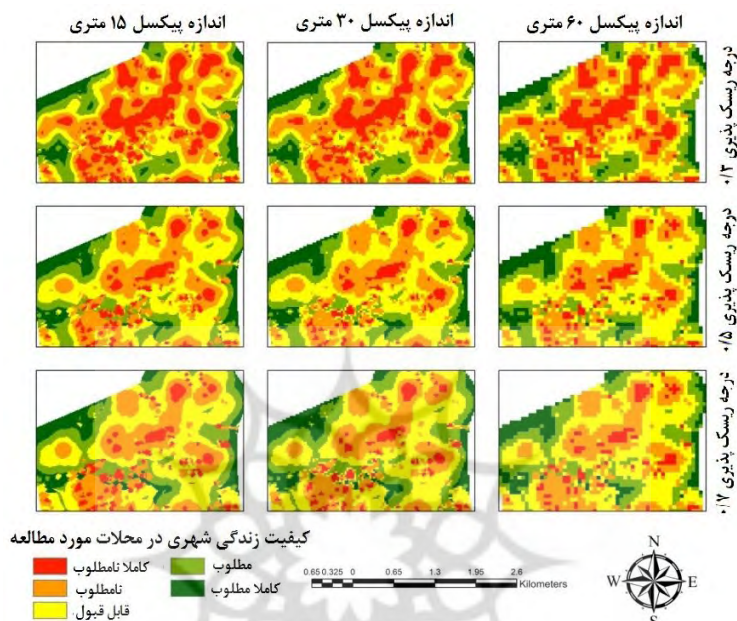 اندازه پیکسل ۱۵ متری
اندازه پیکسل ۳۰ متری
اندازه پیکسل ۶۰ متری
درجه ریسک پذیری ۰/۳
درجه ریسک پذیری ۰/۵
درجه ریسک پذیری ۰/۷
کیفیت زندگی شهری در محلات مورد مطالعه
کاملا نامطلوب
مطلوب
نامطلوب
کاملا مطلوب
قابل قبول
0.65 0.325 0 0.65 1.3 1.95 2.6
Kilometers
N
W E
S